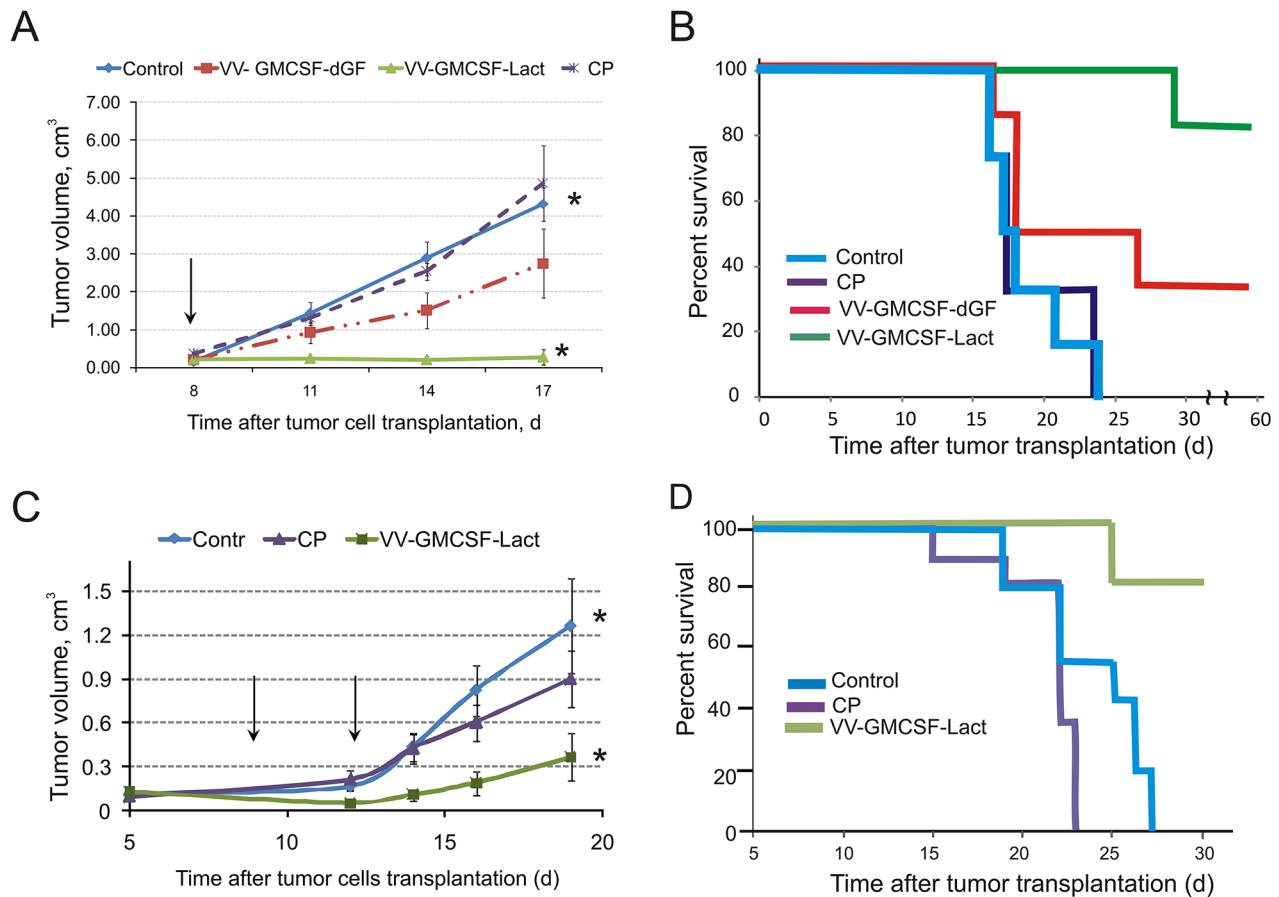 A
Control VV- GMCSF-dGF VV-GMCSF-Lact CP
Tumor volume, cm³
7.00
6.00
5.00
4.00
3.00
2.00
1.00
0.00
*
*
8 11 14 17
Time after tumor cell transplantation, d
B
Percent survival
100
80
60
40
20
0
Control
CP
VV-GMCSF-dGF
VV-GMCSF-Lact
0 5 10 15 20 25 30 60
Time after tumor transplantation (d)
C
Contr CP VV-GMCSF-Lact
Tumor volume, cm³
1.5
1.2
0.9
0.6
0.3
0
*
*
5 10 15 20
Time after tumor cells transplantation (d)
D
Percent survival
100
80
60
40
20
0
Control
CP
VV-GMCSF-Lact
5 10 15 20 25 30
Time after tumor transplantation (d)